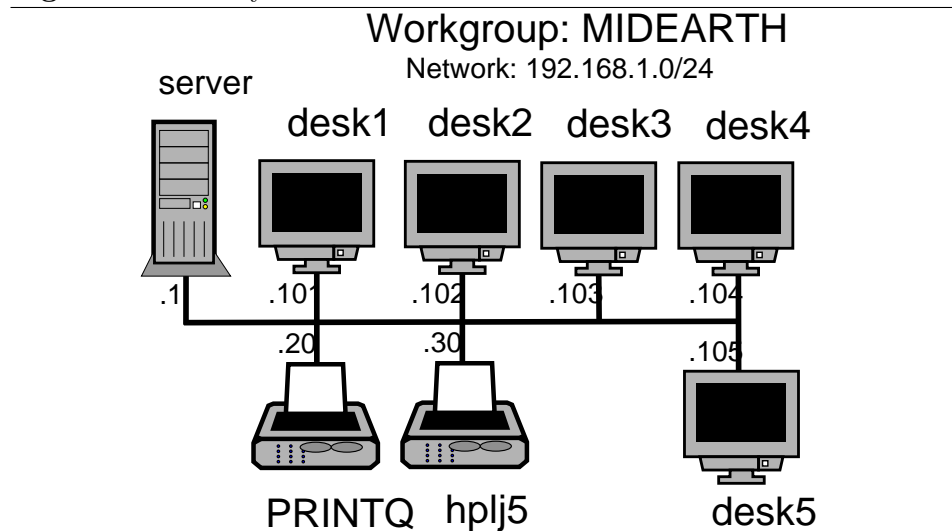 Workgroup: MIDEARTH
Network: 192.168.1.0/24
server
desk1 desk2 desk3 desk4
.1 .101 .102 .103 .104
.20 .30 .105
PRINTQ hplj5 desk5